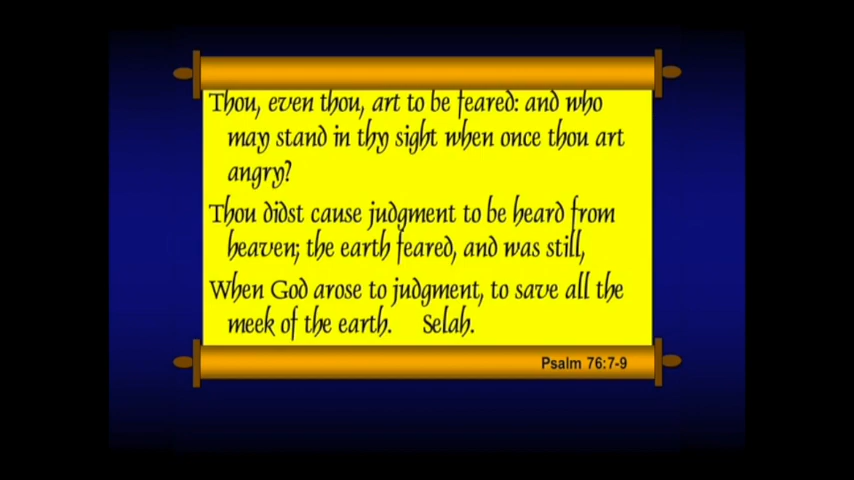 Thou, even thou, art to be feared: and who
may stand in thy sight when once thou art
angry?
Thou didst cause judgment to be heard from
heaven; the earth feared, and was still,
When God arose to judgment, to save all the
meek of the earth. Selah.
Psalm 76:7-9